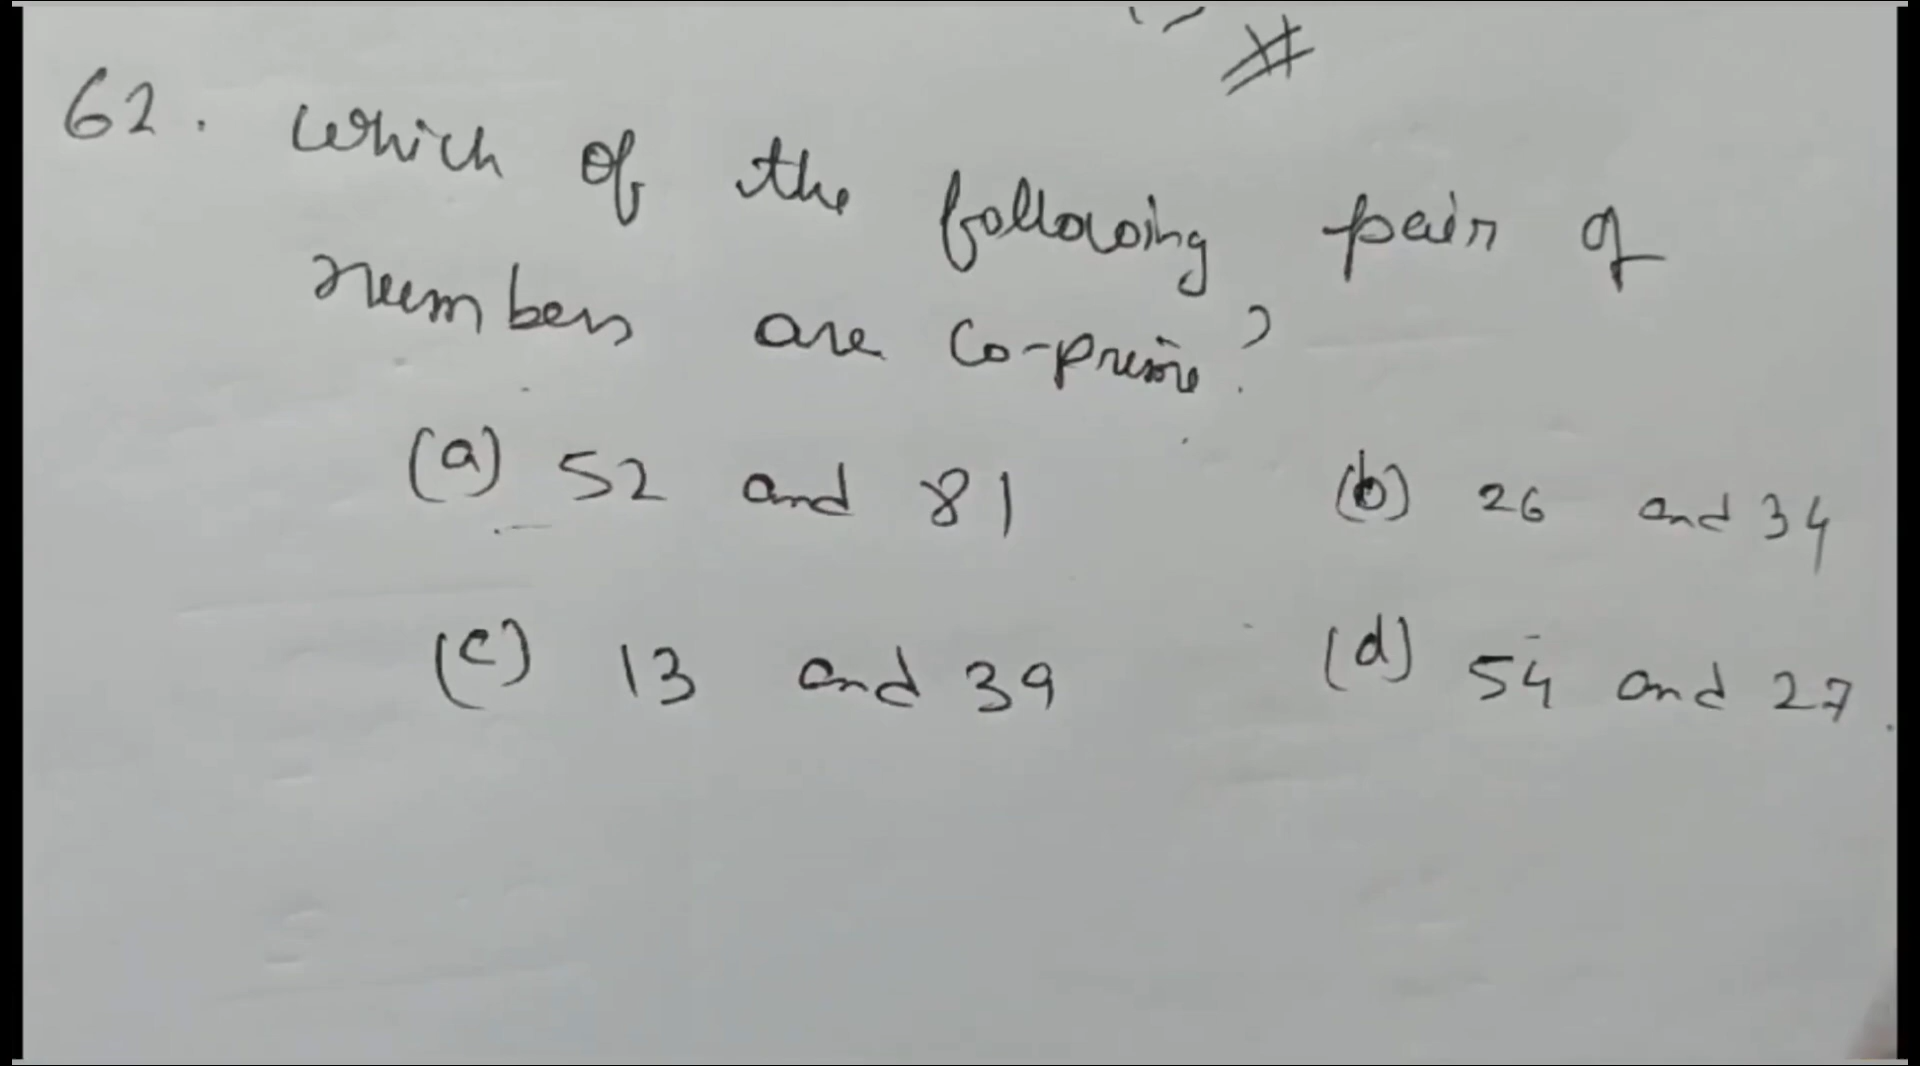 62. Which of the following pair of
numbers are co-prime?
(a) 52 and 81 (b) 26 and 34
(c) 13 and 39 (d) 54 and 27